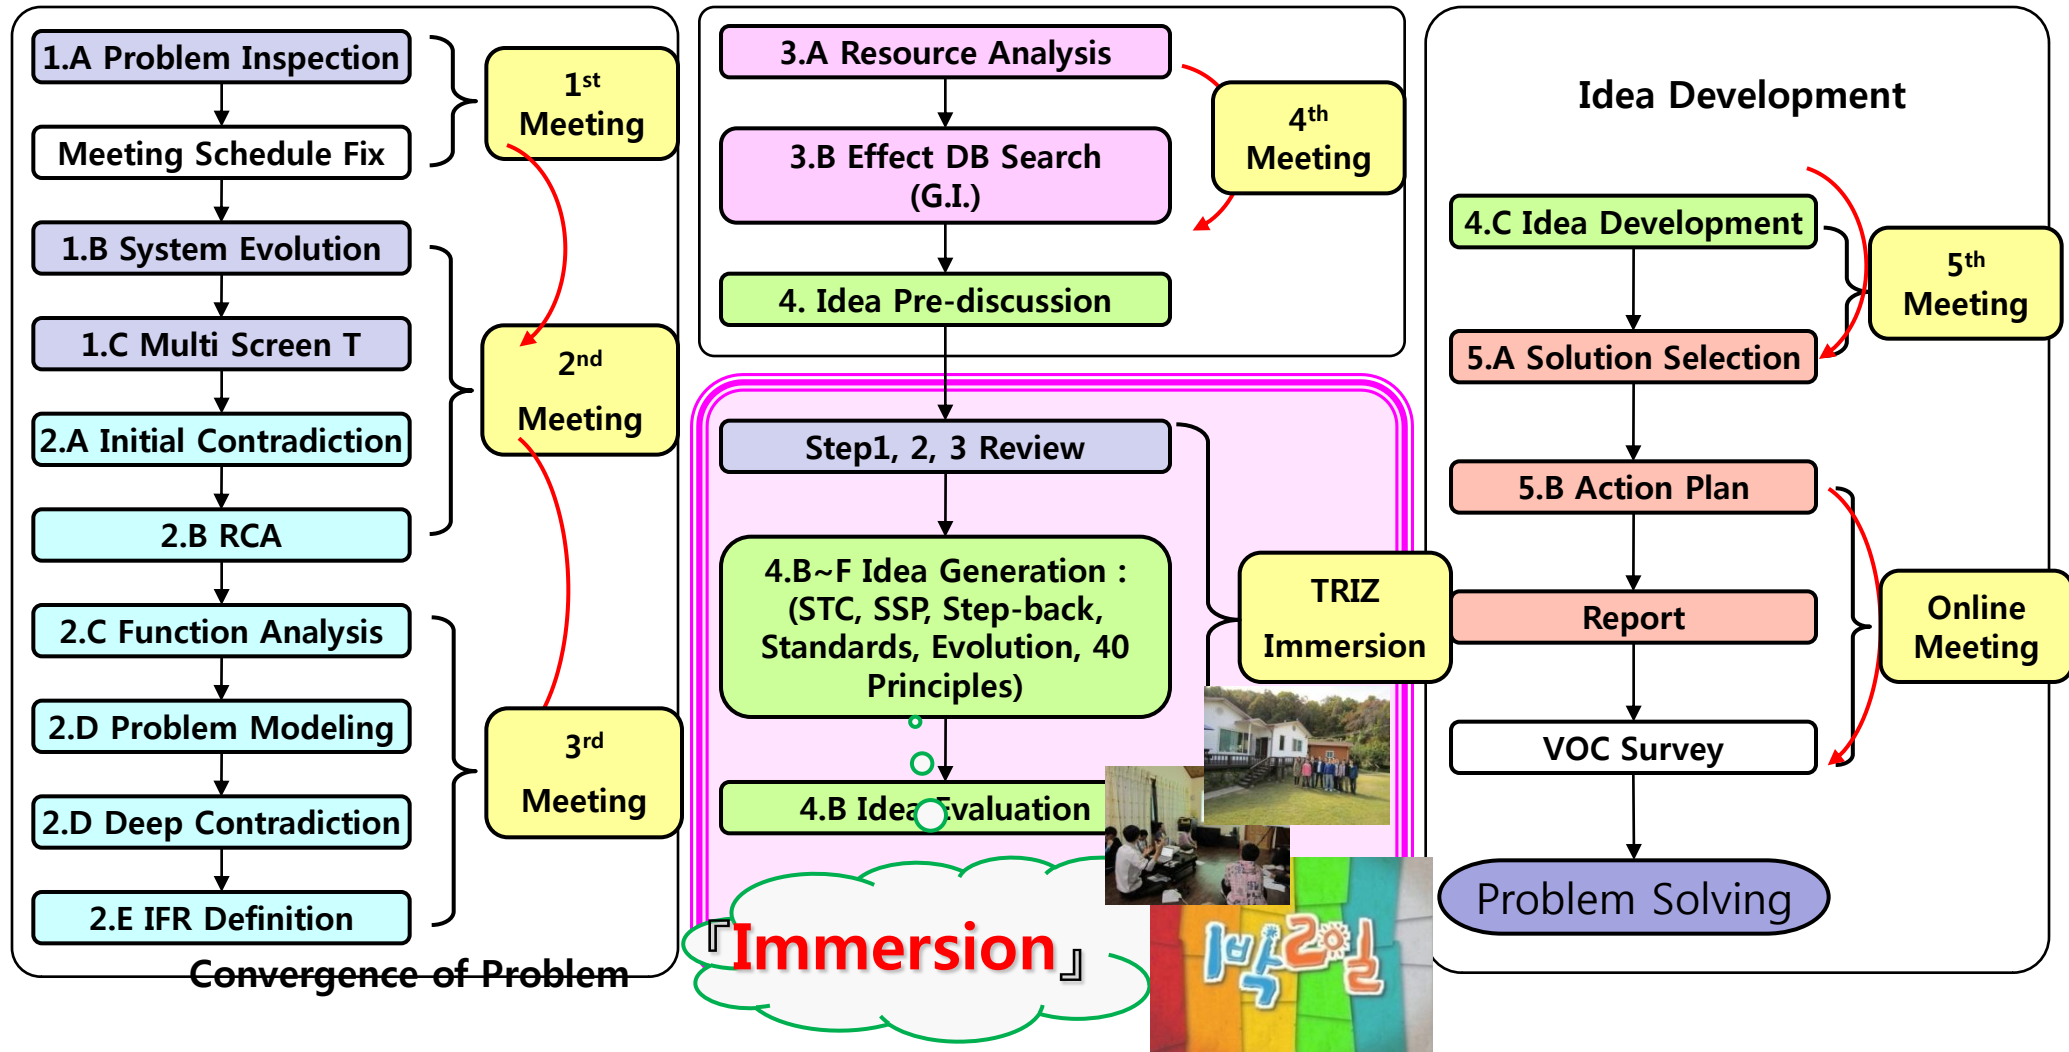 1.A Problem Inspection
Meeting Schedule Fix
1st
Meeting
1.B System Evolution
1.C Multi Screen T
2.A Initial Contradiction
2.B RCA
2nd
Meeting
2.C Function Analysis
2.D Problem Modeling
2.D Deep Contradiction
2.E IFR Definition
3rd
Meeting
Convergence of Problem
3.A Resource Analysis
3.B Effect DB Search
(G.I.)
4. Idea Pre-discussion
4th
Meeting
Step1, 2, 3 Review
4.B~F Idea Generation :
(STC, SSP, Step-back,
Standards, Evolution, 40
Principles)
4.B Idea Evaluation
TRIZ
Immersion
『Immersion』
1박2일
Idea Development
4.C Idea Development
5.A Solution Selection
5th
Meeting
5.B Action Plan
Report
VOC Survey
Online
Meeting
Problem Solving